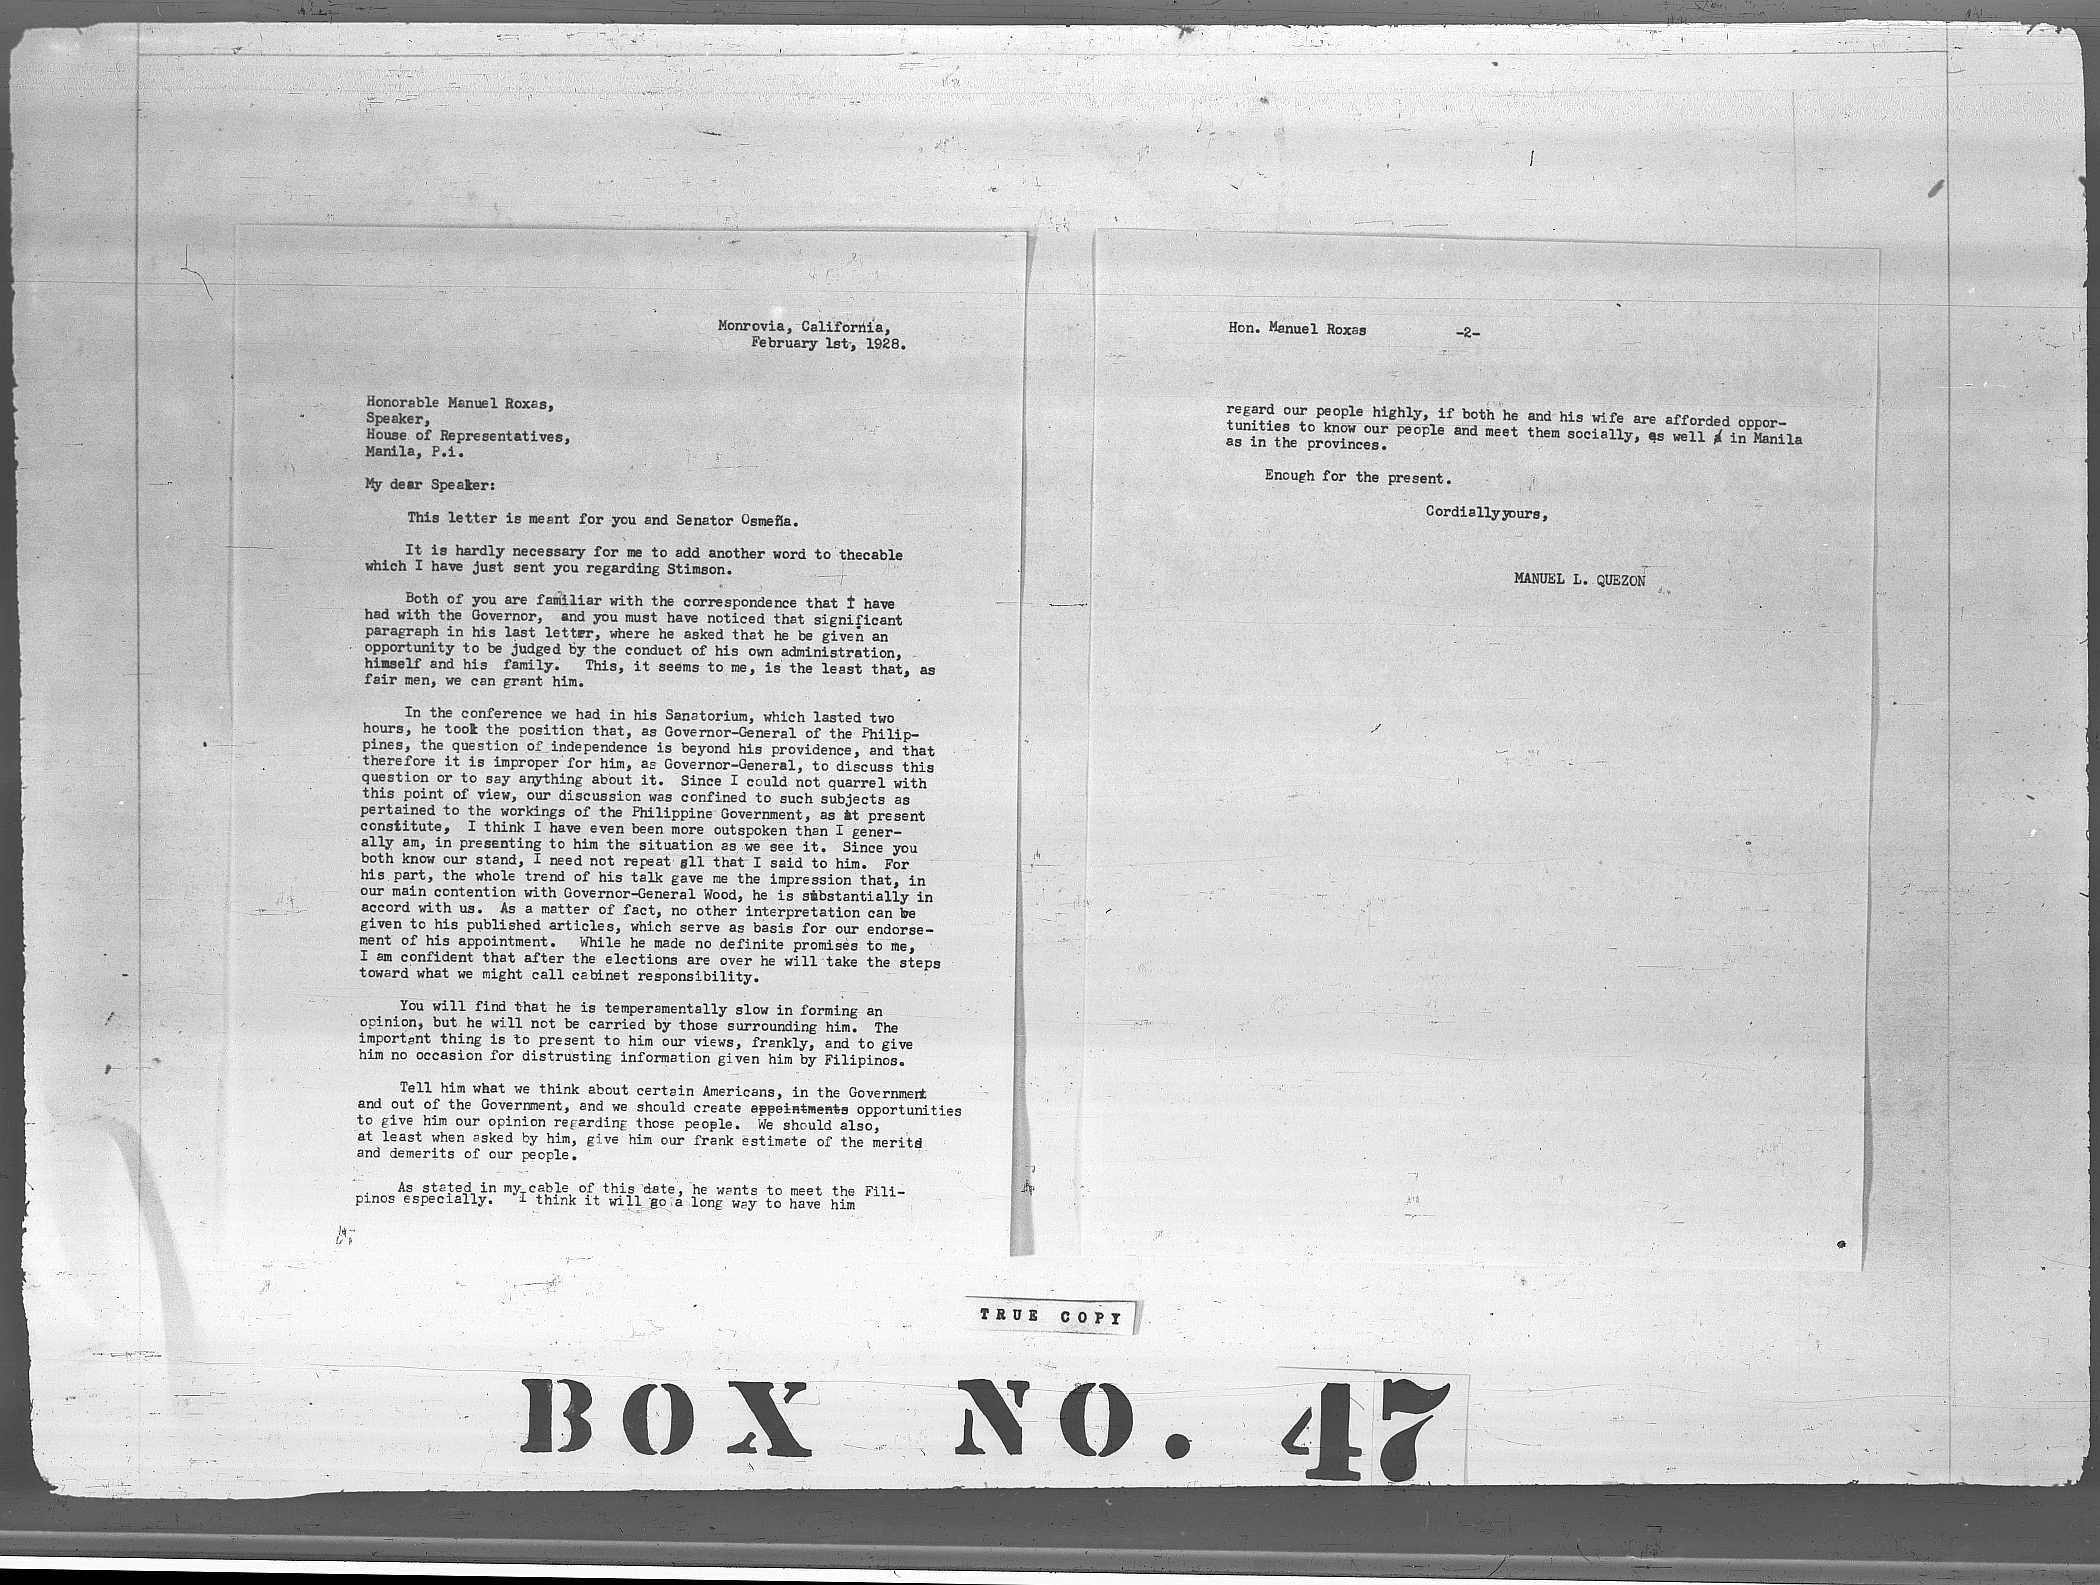 Monrovia, California,
February 1st, 1928.
Honorable Manuel Roxas,
Speaker,
House of Representatives,
Manila, P.i.
My dear Speaker:
This letter is meant for you and Senator Osmeña.
It is hardly necessary for me to add another word to thecable
which I have just sent you regarding Stimson.
Both of you are familiar with the correspondence that I have
had with the Governor, and you must have noticed that significant
paragraph in his last letter, where he asked that he be given an
opportunity to be judged by the conduct of his own administration,
himself and his family. This, it seems to me, is the least that, as
fair men, we can grant him.
In the conference we had in his Sanatorium, which lasted two
hours, he took the position that, as Governor-General of the Philip-
pines, the question of independence is beyond his providence, and that
therefore it is improper for him, as Governor-General, to discuss this
question or to say anything about it. Since I could not quarrel with
this point of view, our discussion was confined to such subjects as
pertained to the workings of the Philippine Government, as at present
constitute, I think I have even been more outspoken than I gener-
ally am, in presenting to him the situation as we see it. Since you
both know our stand, I need not repeat all that I said to him. For
his part, the whole trend of his talk gave me the impression that, in
our main contention with Governor-General Wood, he is substantially in
accord with us. As a matter of fact, no other interpretation can be
given to his published articles, which serve as basis for our endorse-
ment of his appointment. While he made no definite promises to me,
I am confident that after the elections are over he will take the steps
toward what we might call cabinet responsibility.
You will find that he is temperamentally slow in forming an
opinion, but he will not be carried by those surrounding him. The
important thing is to present to him our views, frankly, and to give
him no occasion for distrusting information given him by Filipinos.
Tell him what we think about certain Americans, in the Government
and out of the Government, and we should create appointments opportunities
to give him our opinion regarding those people. We should also,
at least when asked by him, give him our frank estimate of the merits
and demerits of our people.
As stated in my cable of this date, he wants to meet the Fili-
pinos especially. I think it will go a long way to have him
Hon. Manuel Roxas -2-
regard our people highly, if both he and his wife are afforded oppor-
tunities to know our people and meet them socially, as well in Manila
as in the provinces.
Enough for the present.
Cordiallyyours,
MANUEL L. QUEZON
TRUE COPY
BOX NO. 47